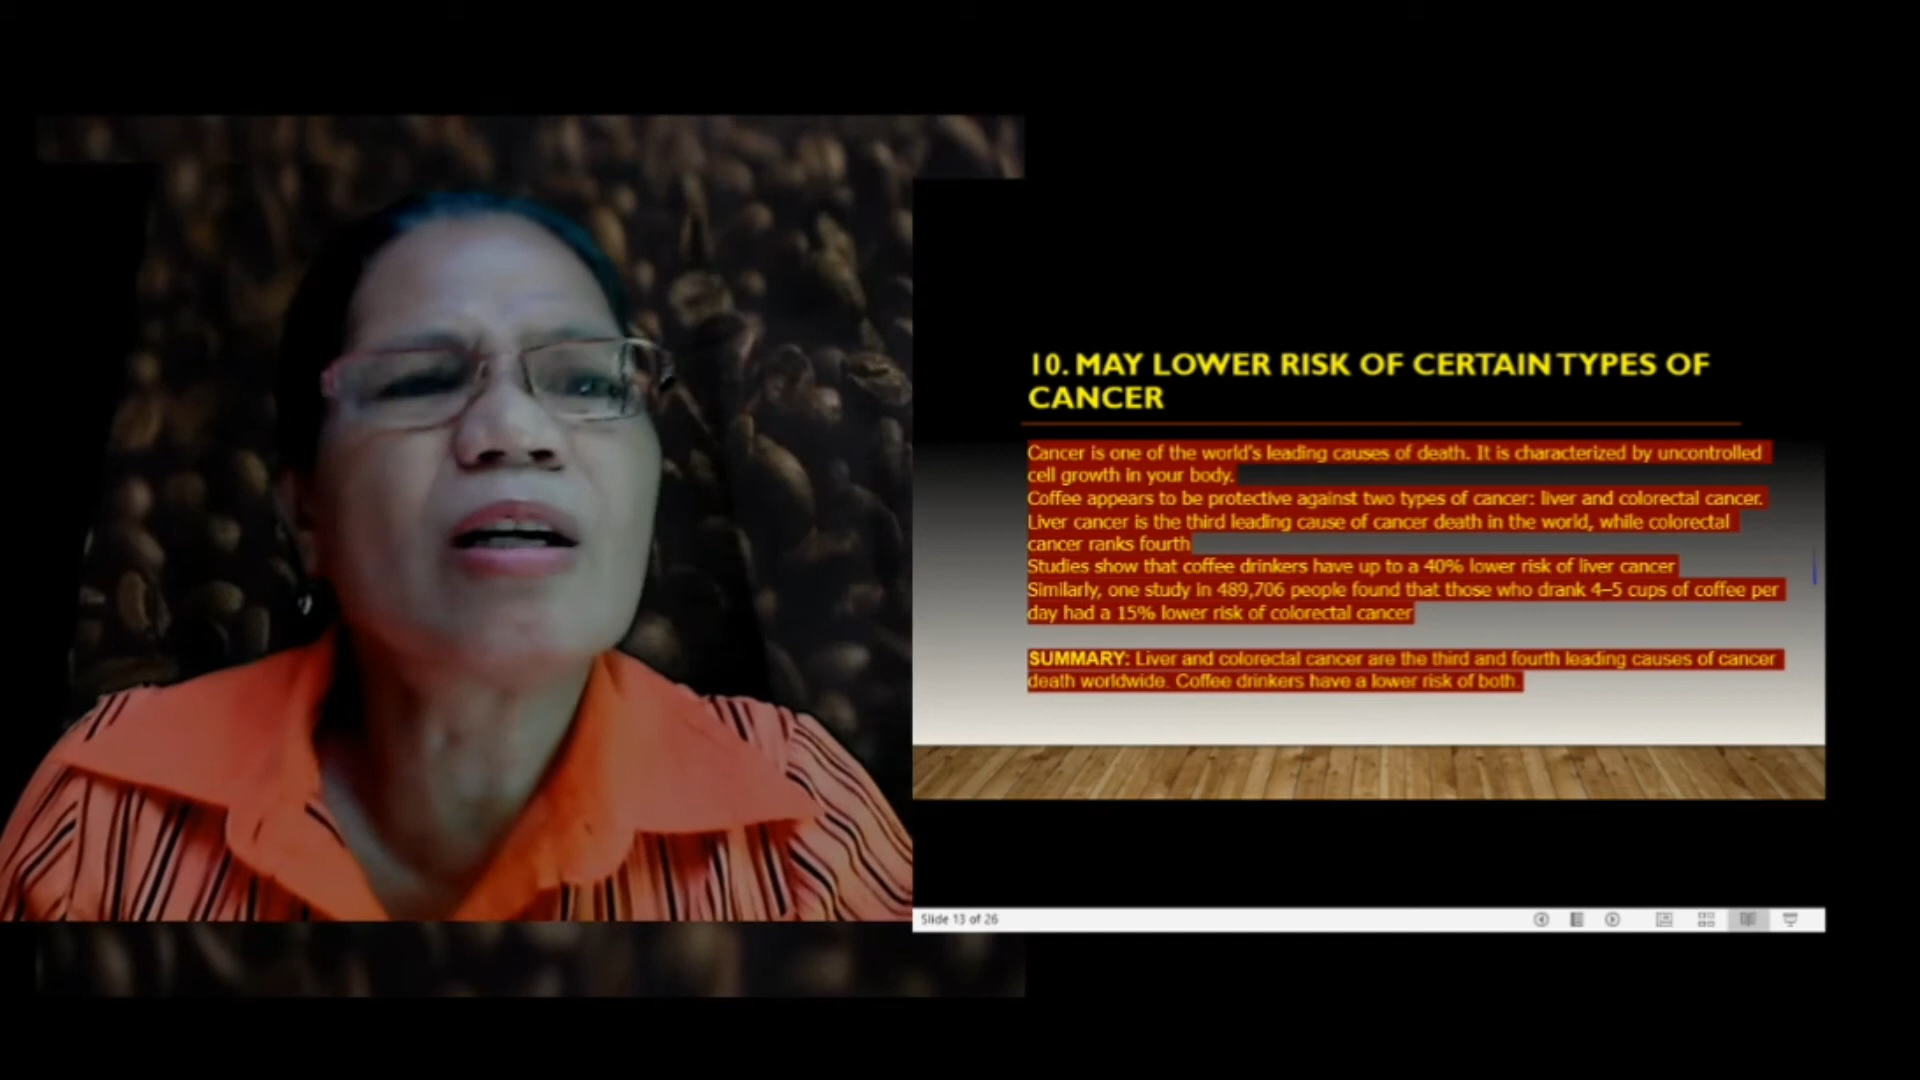 10. MAY LOWER RISK OF CERTAIN TYPES OF
CANCER
Cancer is one of the world's leading causes of death. It is characterized by uncontrolled
cell growth in your body.
Coffee appears to be protective against two types of cancer: liver and colorectal cancer.
Liver cancer is the third leading cause of cancer death in the world, while colorectal
cancer ranks fourth
Studies show that coffee drinkers have up to a 40% lower risk of liver cancer
Similarly, one study in 489,706 people found that those who drank 4–5 cups of coffee per
day had a 15% lower risk of colorectal cancer
SUMMARY: Liver and colorectal cancer are the third and fourth leading causes of cancer
death worldwide. Coffee drinkers have a lower risk of both.
Slide 13 of 26